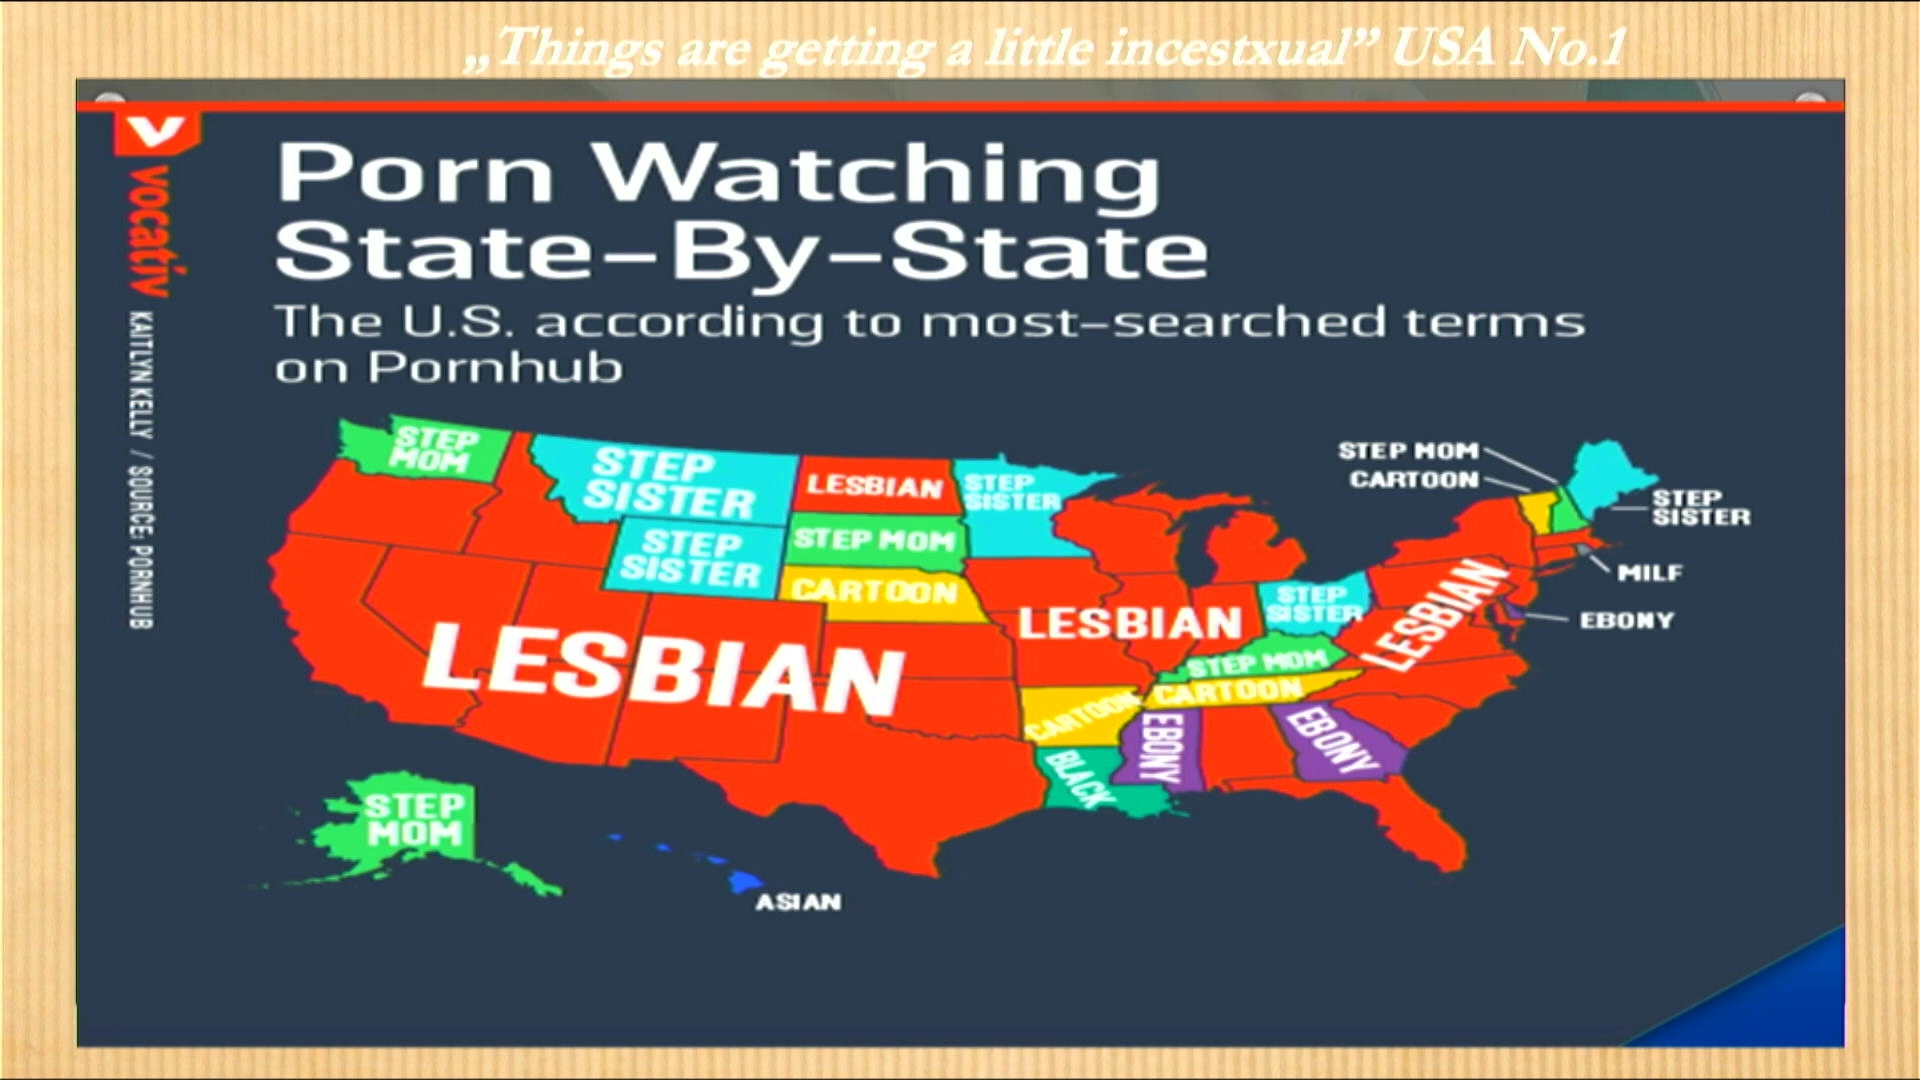 „Things are getting a little incestxual” USA No.1
V
vocativ
KAITLYN KELLY / SOURCE: PORNHUB
Porn Watching
State-By-State
The U.S. according to most-searched terms
on Pornhub
STEP
MOM
STEP
SISTER
LESBIAN
STEP
SISTER
STEP MOM
CARTOON
STEP
SISTER
STEP
SISTER
STEP MOM
CARTOON
MILF
EBONY
LESBIAN
LESBIAN
STEP
SISTER
LESBIAN
STEP MOM
CARTOON
CARTOON
BLACK
EBONY
EBONY
STEP
MOM
ASIAN